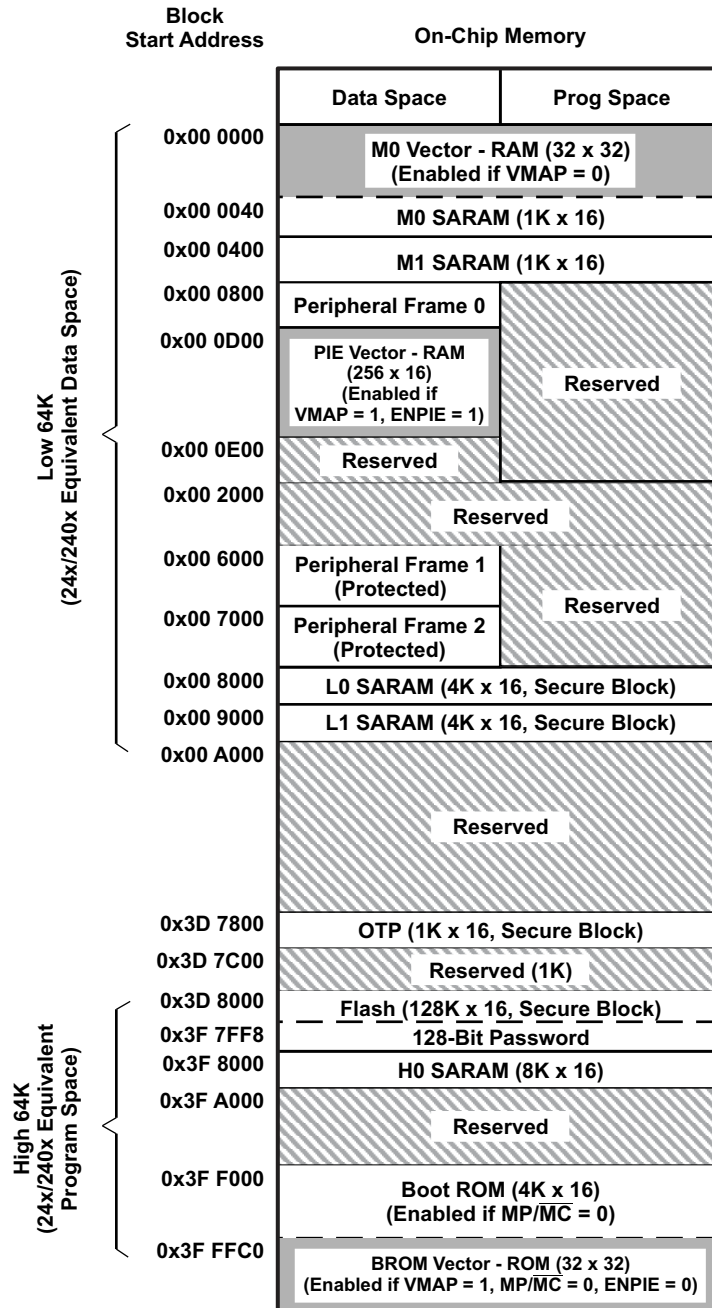 Block
Start Address
On-Chip Memory
Data Space
Prog Space
Low 64K
(24x/240x Equivalent Data Space)
0x00 0000
M0 Vector - RAM (32 x 32)
(Enabled if VMAP = 0)
0x00 0040
M0 SARAM (1K x 16)
0x00 0400
M1 SARAM (1K x 16)
0x00 0800
Peripheral Frame 0
0x00 0D00
PIE Vector - RAM
(256 x 16)
(Enabled if
VMAP = 1, ENPIE = 1)
Reserved
0x00 0E00
Reserved
0x00 2000
Reserved
0x00 6000
Peripheral Frame 1
(Protected)
Reserved
0x00 7000
Peripheral Frame 2
(Protected)
0x00 8000
L0 SARAM (4K x 16, Secure Block)
0x00 9000
L1 SARAM (4K x 16, Secure Block)
0x00 A000
Reserved
0x3D 7800
OTP (1K x 16, Secure Block)
0x3D 7C00
Reserved (1K)
High 64K
(24x/240x Equivalent
Program Space)
0x3D 8000
Flash (128K x 16, Secure Block)
0x3F 7FF8
128-Bit Password
0x3F 8000
H0 SARAM (8K x 16)
0x3F A000
Reserved
0x3F F000
Boot ROM (4K x 16)
(Enabled if MP/M̅C̅ = 0)
0x3F FFC0
BROM Vector - ROM (32 x 32)
(Enabled if VMAP = 1, MP/M̅C̅ = 0, ENPIE = 0)